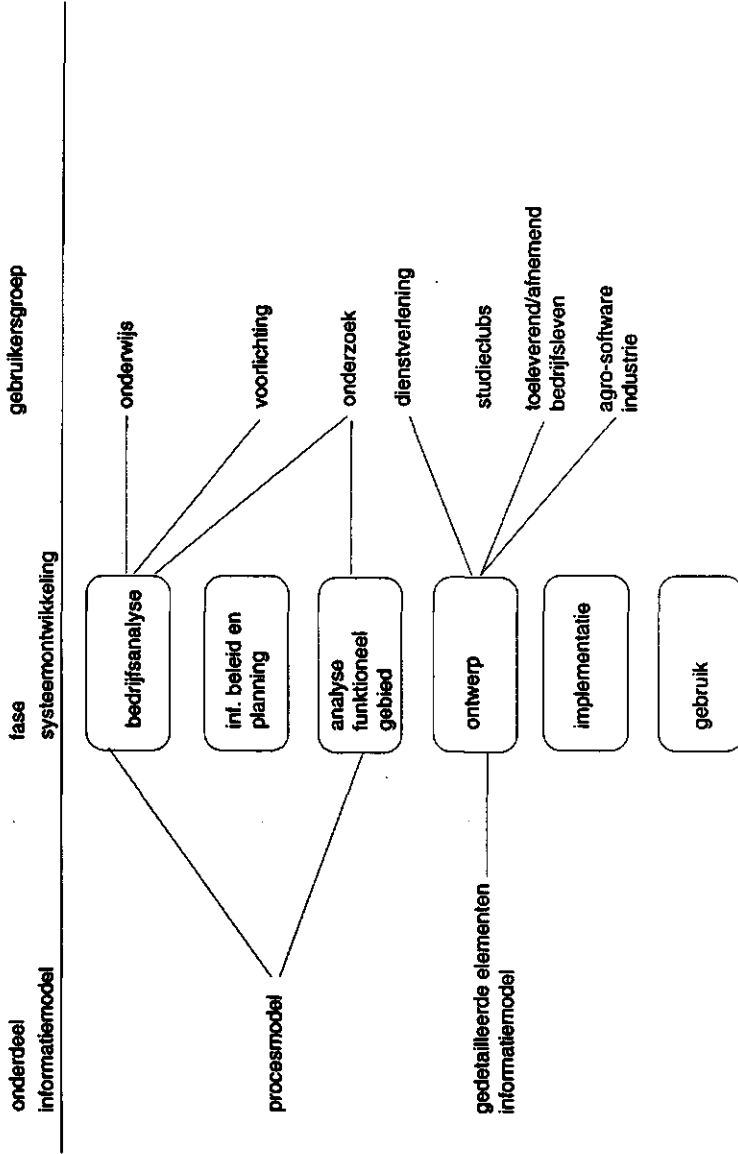 onderdeel
informatiemodel
fase
systeemontwikkeling
gebruikersgroep
procesmodel
gedetailleerde elementen
informatiemodel
bedrijfsanalyse
inf. beleid en
planning
analyse
funktioneel
gebied
ontwerp
implementatie
gebruik
onderwijs
voorlichting
onderzoek
dienstverlening
studieclubs
toeleverend/afnemend
bedrijfsleven
agro-software
industrie